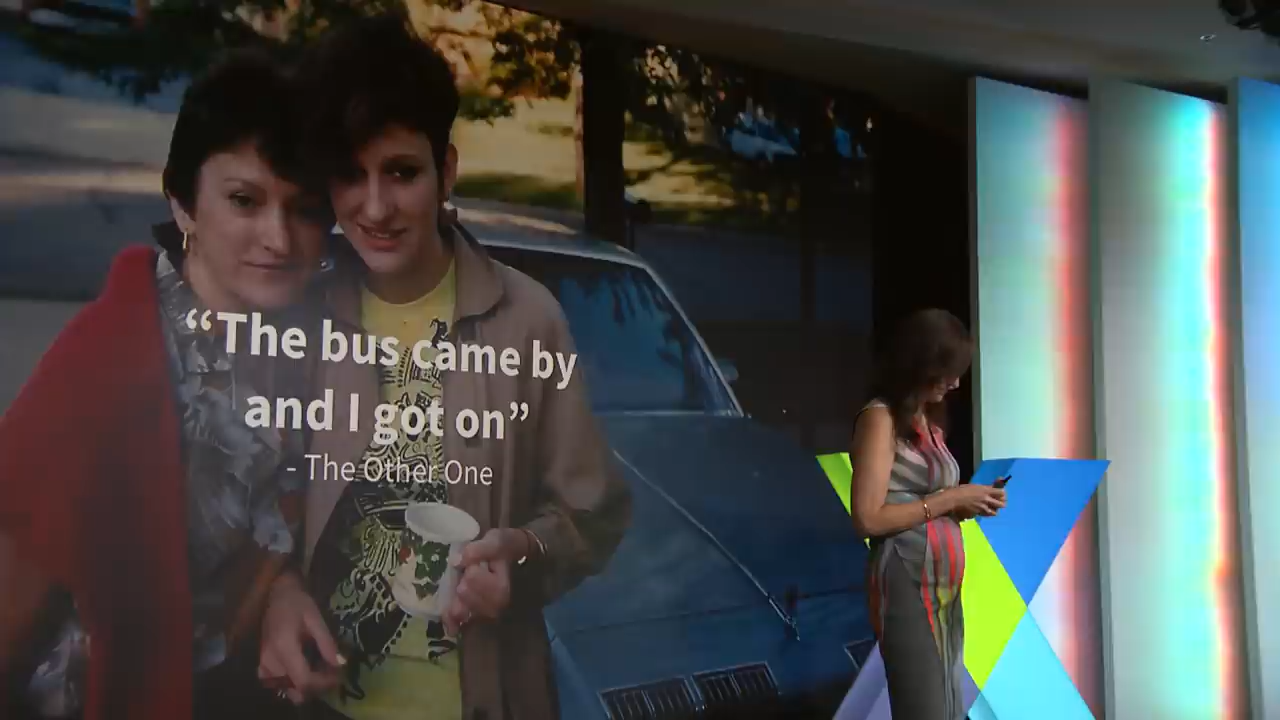 “The bus came by
and I got on”
- The Other One